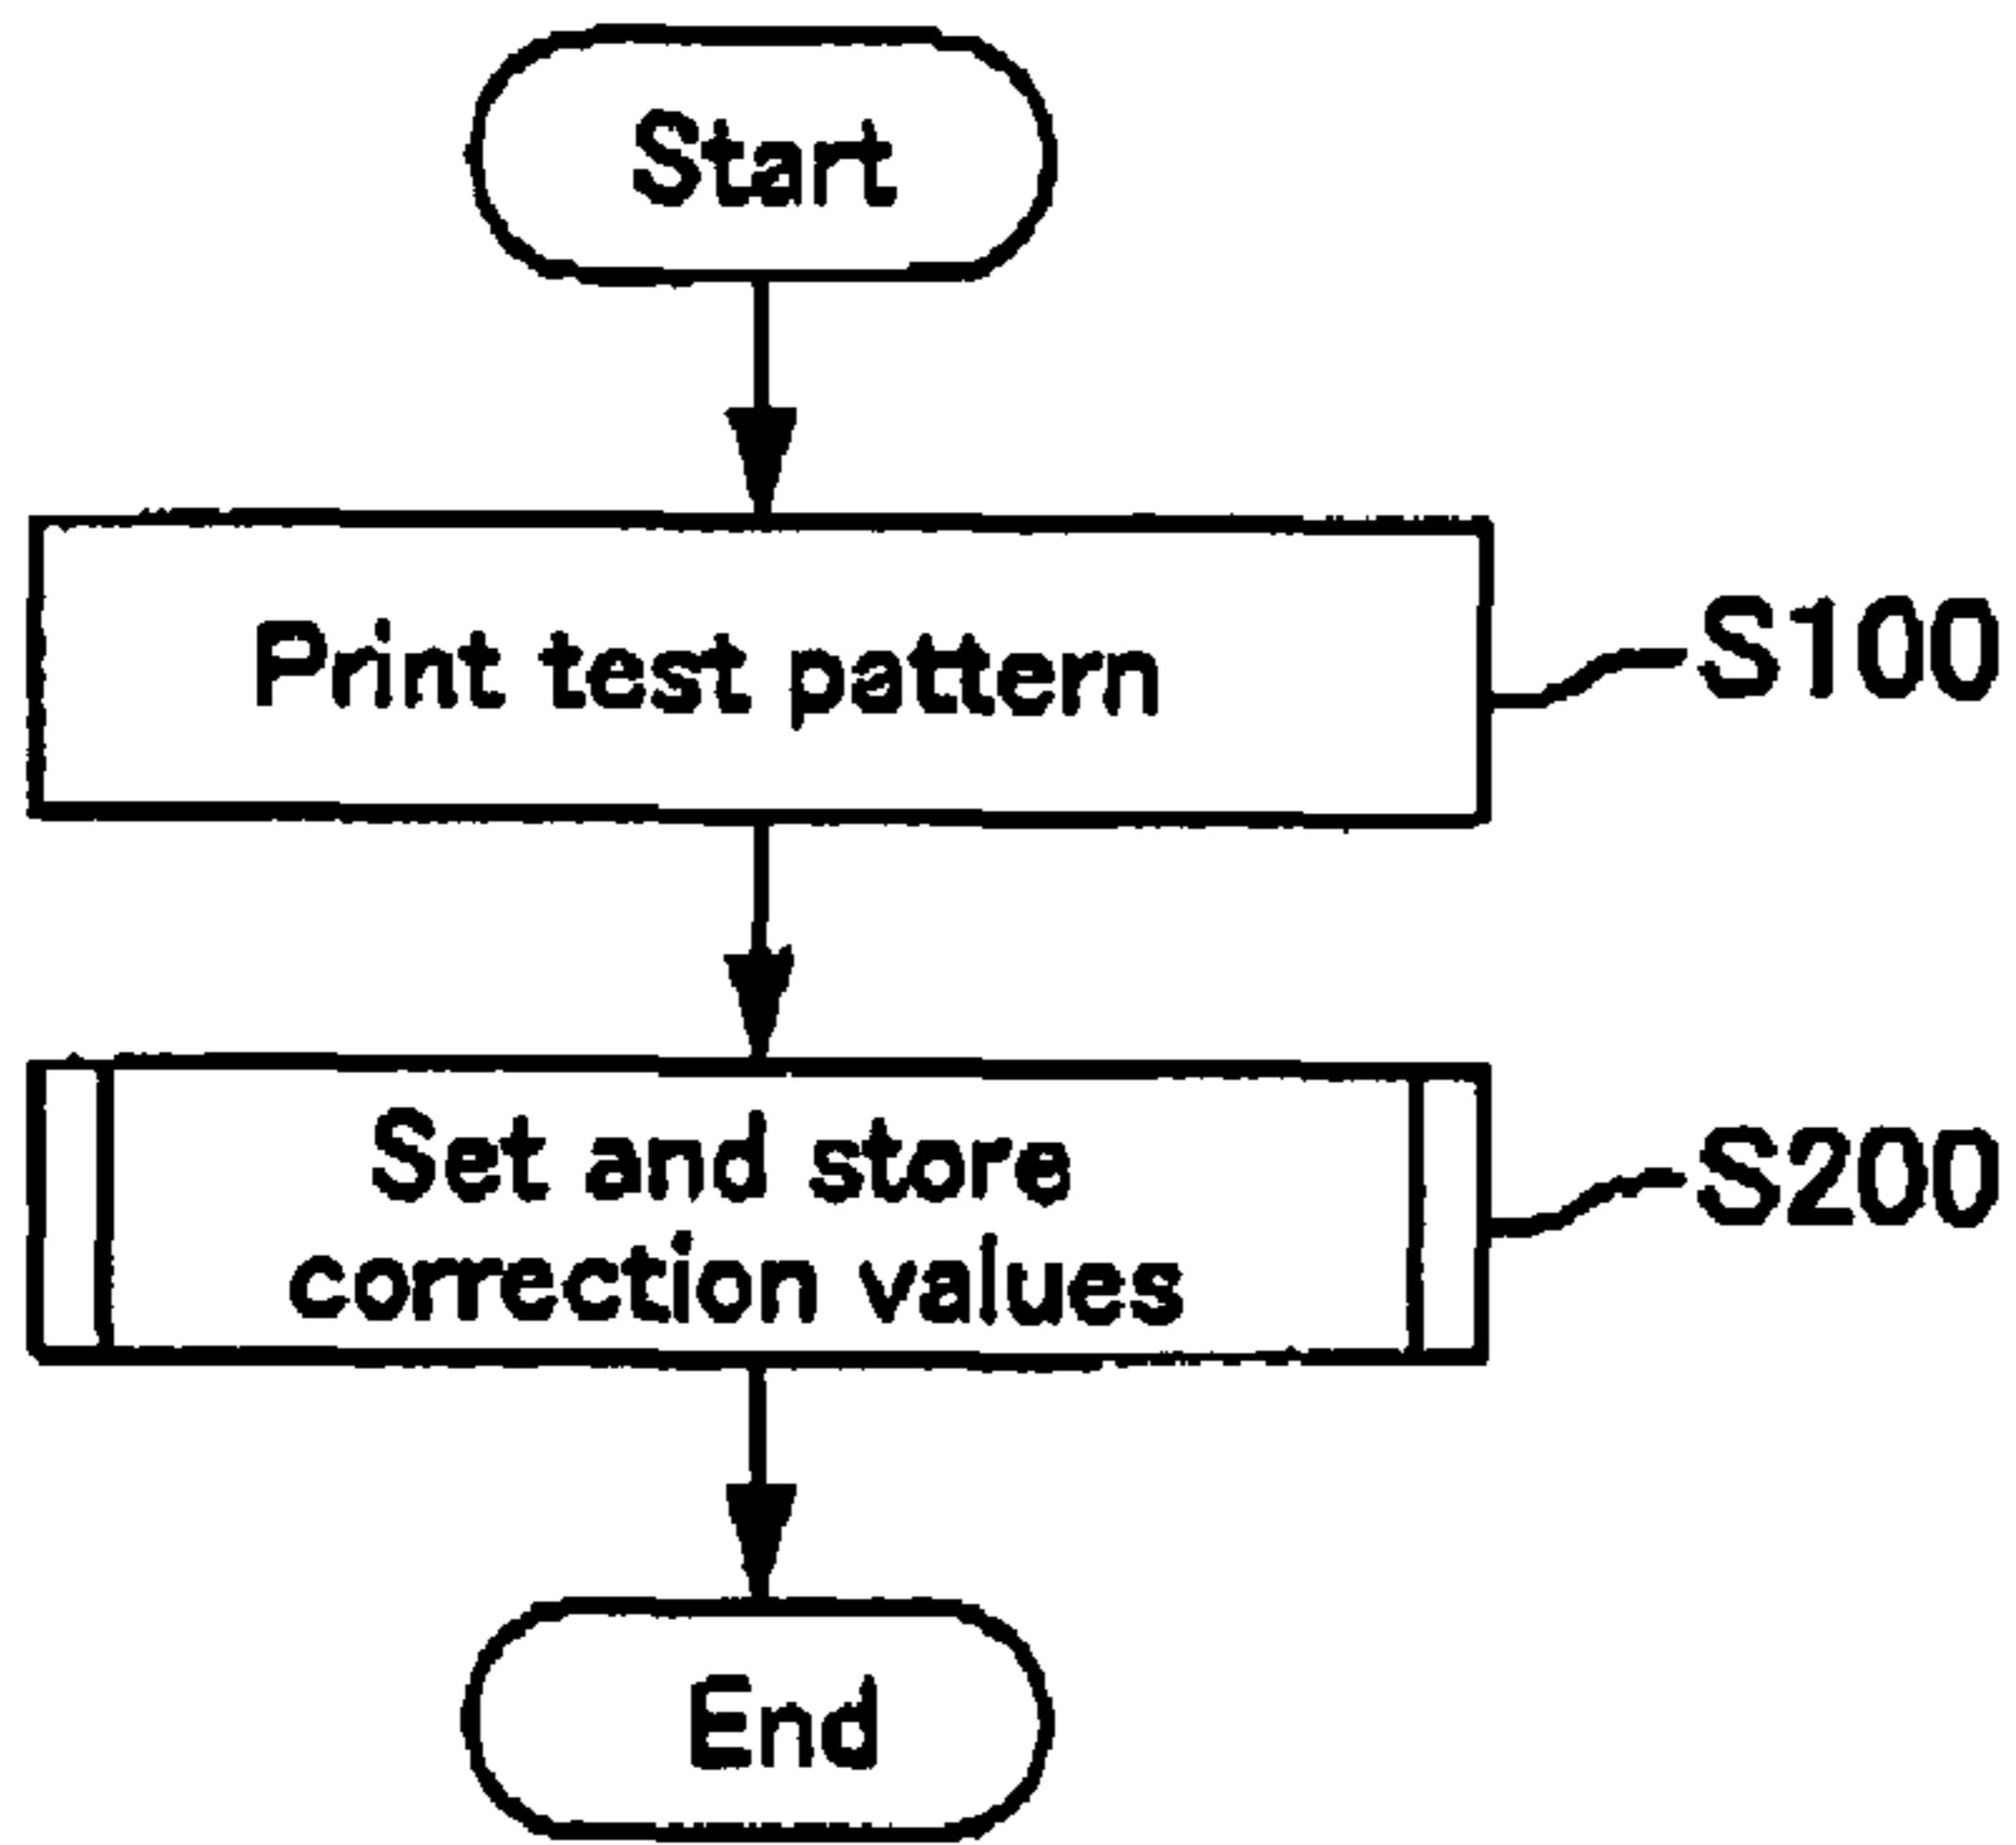 Start
Print test pattern
S100
Set and store
correction values
S200
End